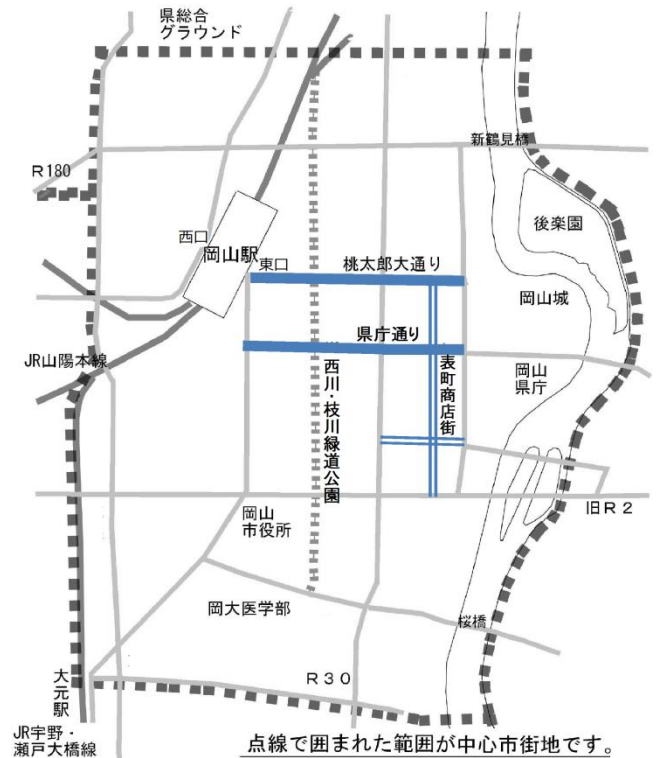 県総合
グラウンド
新鶴見橋
R180
後楽園
西口
岡山駅
東口
桃太郎大通り
岡山城
県庁通り
JR山陽本線
西川・枝川緑道公園
表町商店街
岡山
県庁
岡山
市役所
旧R2
岡大医学部
桜橋
大元駅
R30
JR宇野・
瀬戸大橋線
点線で囲まれた範囲が中心市街地です。